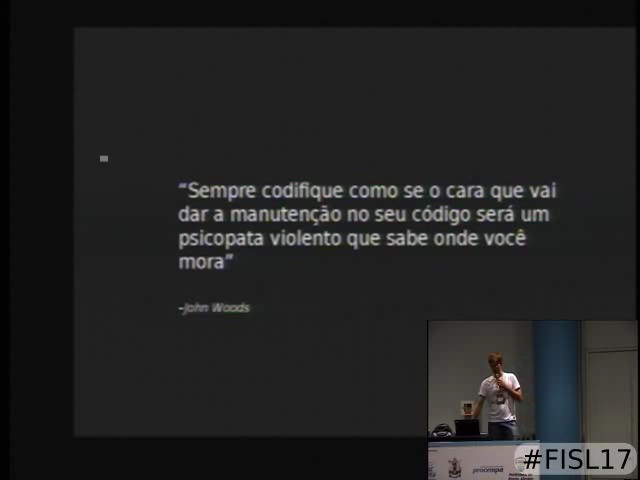 “Sempre codifique como se o cara que vai
dar a manutenção no seu código será um
psicopata violento que sabe onde você
mora”
–John Woods
procempa
#FISL17